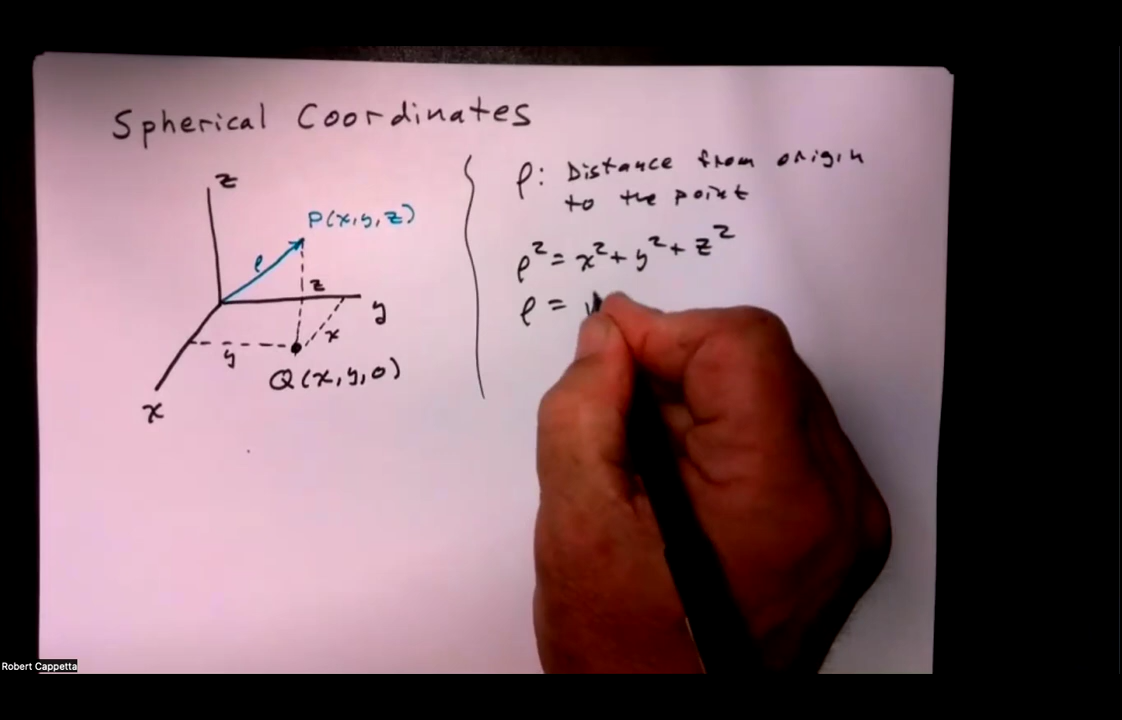 Spherical Coordinates
z
P(x,y,z)
ρ
z
y
x
y
Q(x,y,0)
x
ρ: Distance from origin
to the point
ρ² = x² + y² + z²
ρ =
Robert Cappetta